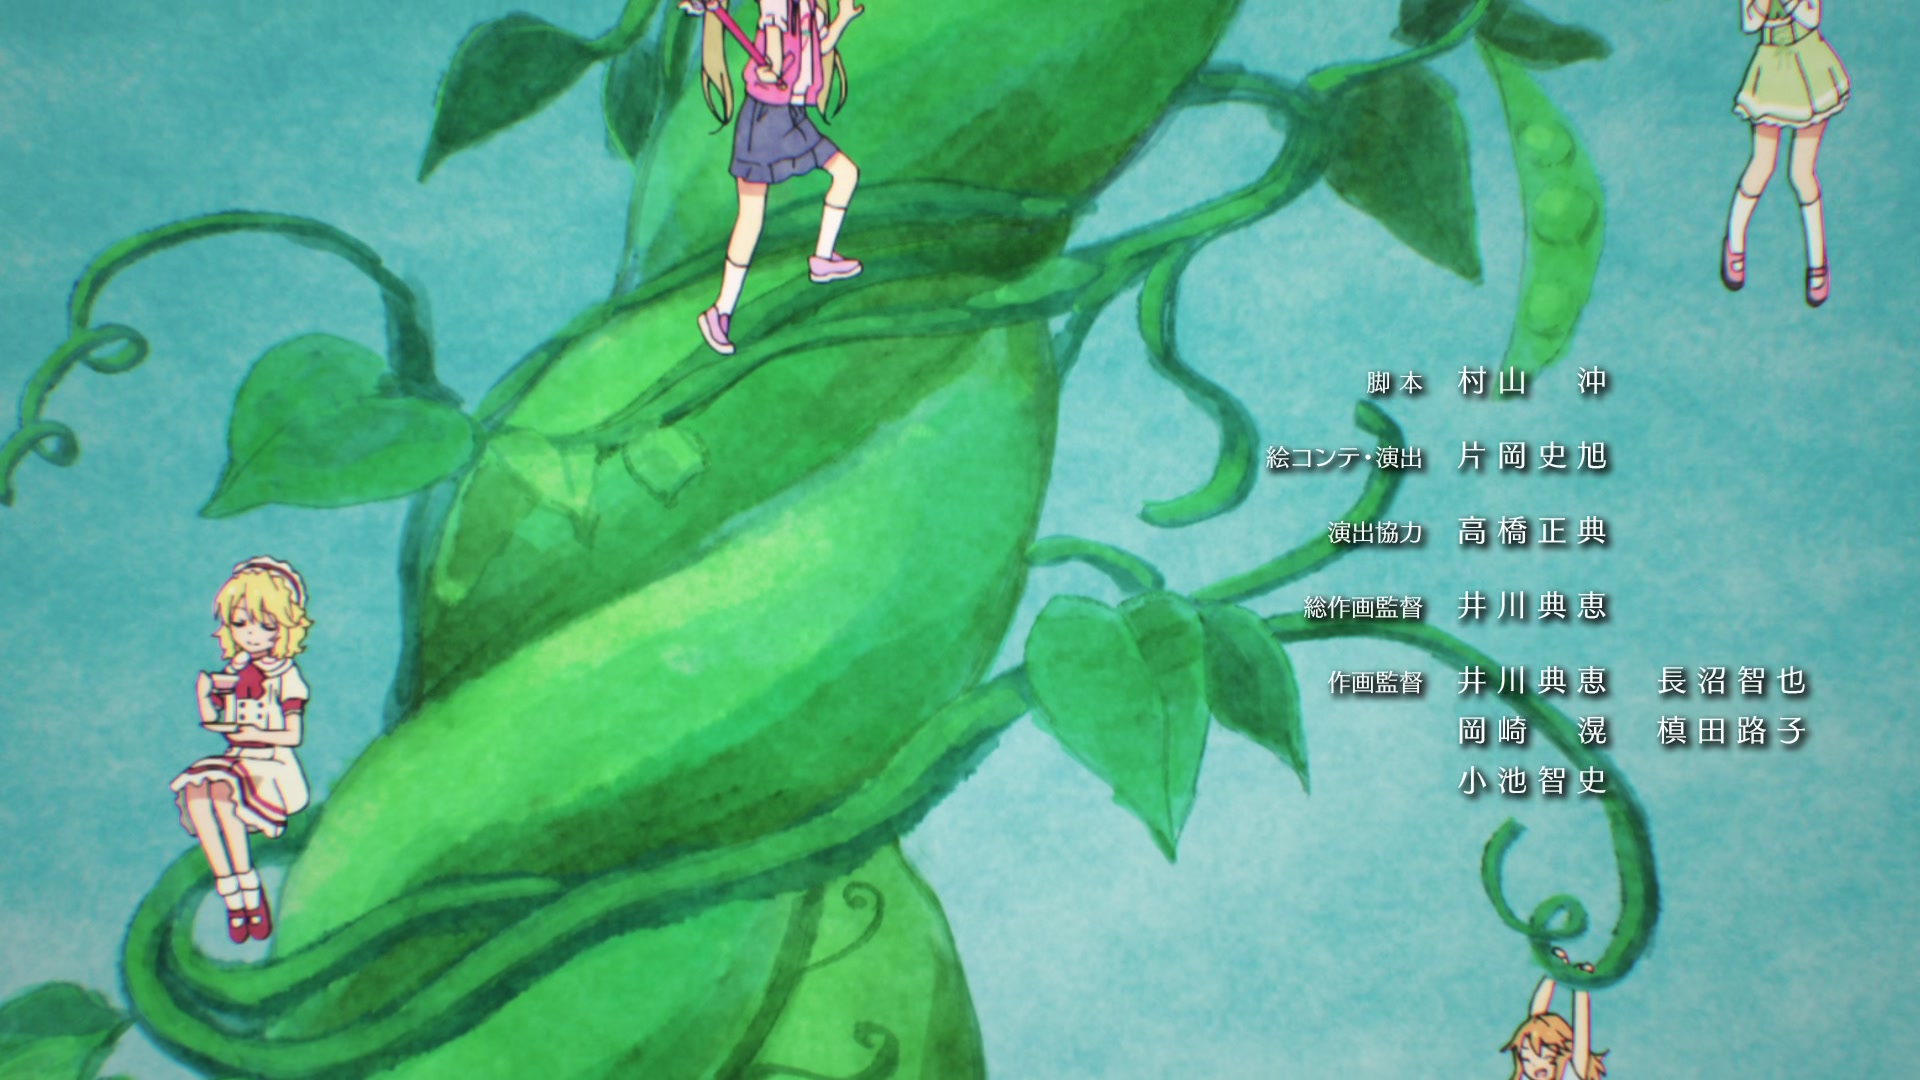 脚本 村山 沖
絵コンテ・演出 片岡史旭
演出協力 高橋正典
総作画監督 井川典恵
作画監督 井川典恵 長沼智也
岡崎 滉 槙田路子
小池智史